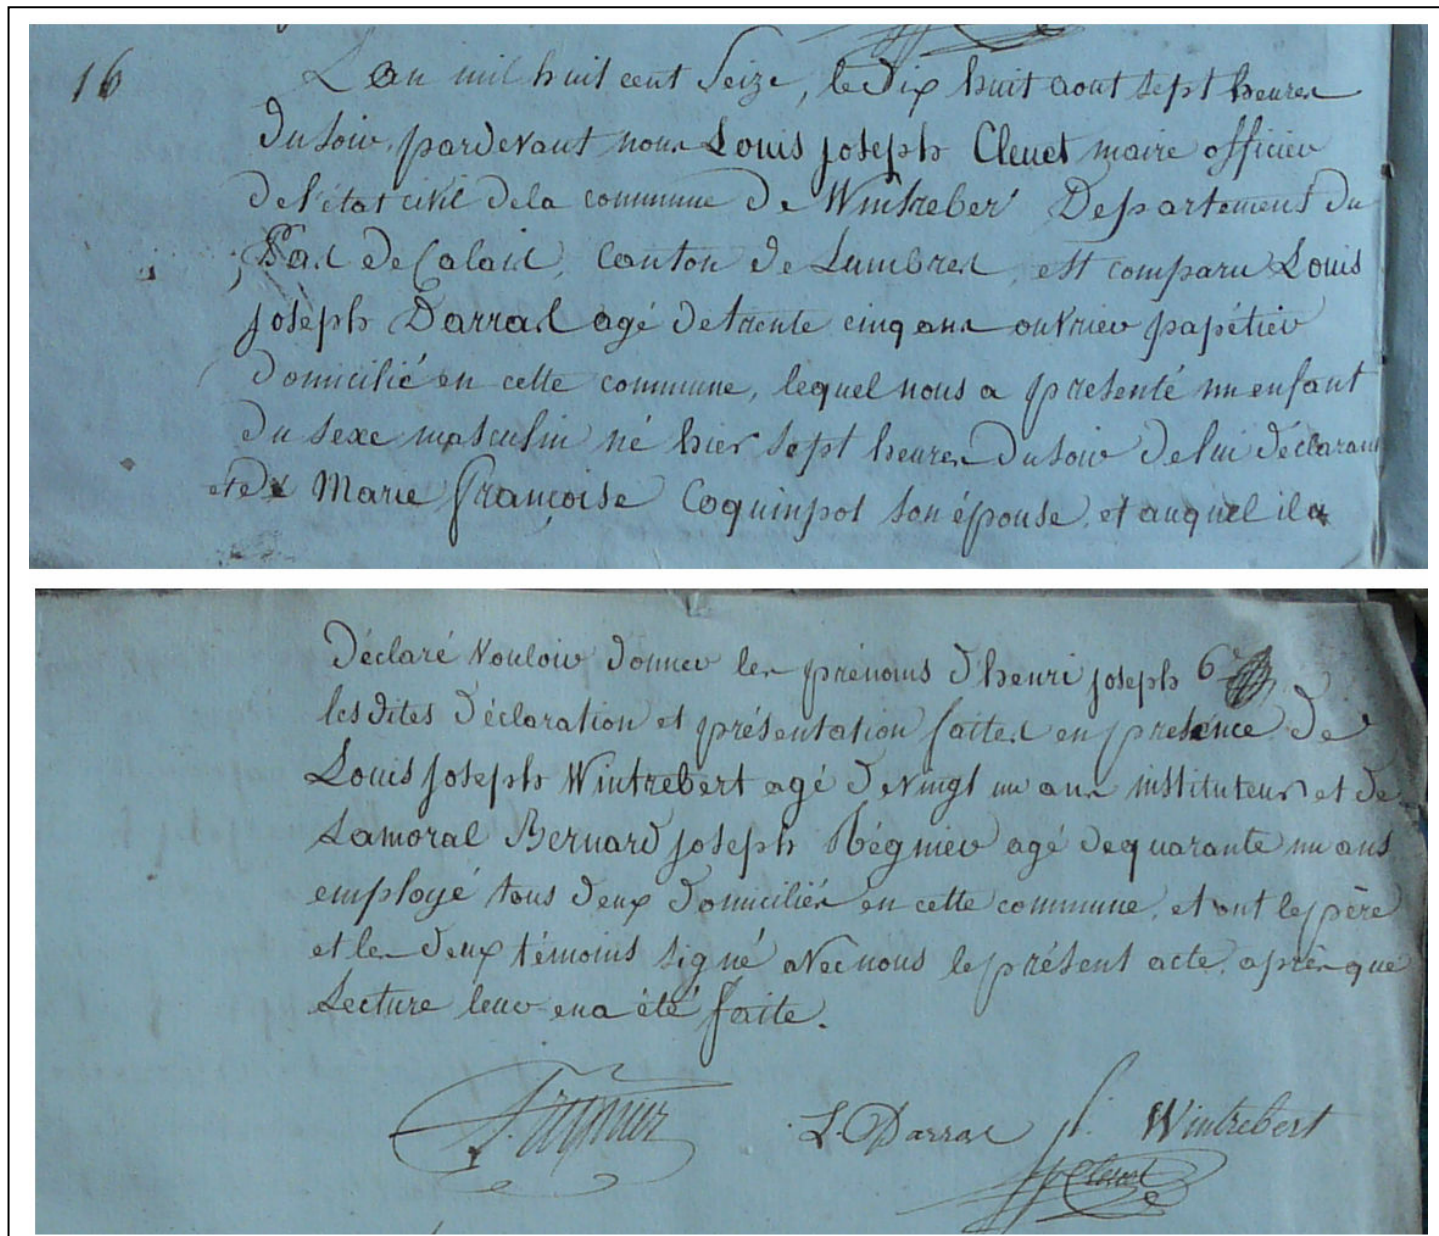 16
L'an mil huit cent Seize, le dix huit aout sept heures
du soir, pardevant nous Louis joseph Cleuet maire officier
de l'état civil de la commune de Wintreber' Departement du
Pas de Calais, Canton de Lumbres, est comparu Louis
joseph Darras agé de trente cinq ans ouvrier papétier
domicilié en cette commune, lequel nous a présenté un enfant
du sexe masculin né hier sept heures du soir de lui déclarant
et de Marie françoise Coquinpot son épouse, et auquel il a
Déclaré Vouloir donner les prénoms d'henri joseph 6
les dites déclaration et présentation faites en présence de
Louis joseph Wintrebert agé de vingt un ans instituteur et de
Lamoral Bernard joseph Régnier agé de quarante un ans
employé tous deux domiciliés en cette commune, et ont le père
et les deux témoins signé avec nous le présent acte, après que
Lecture leur en a été faite.
L. Darras Wintrebert
Cleuet